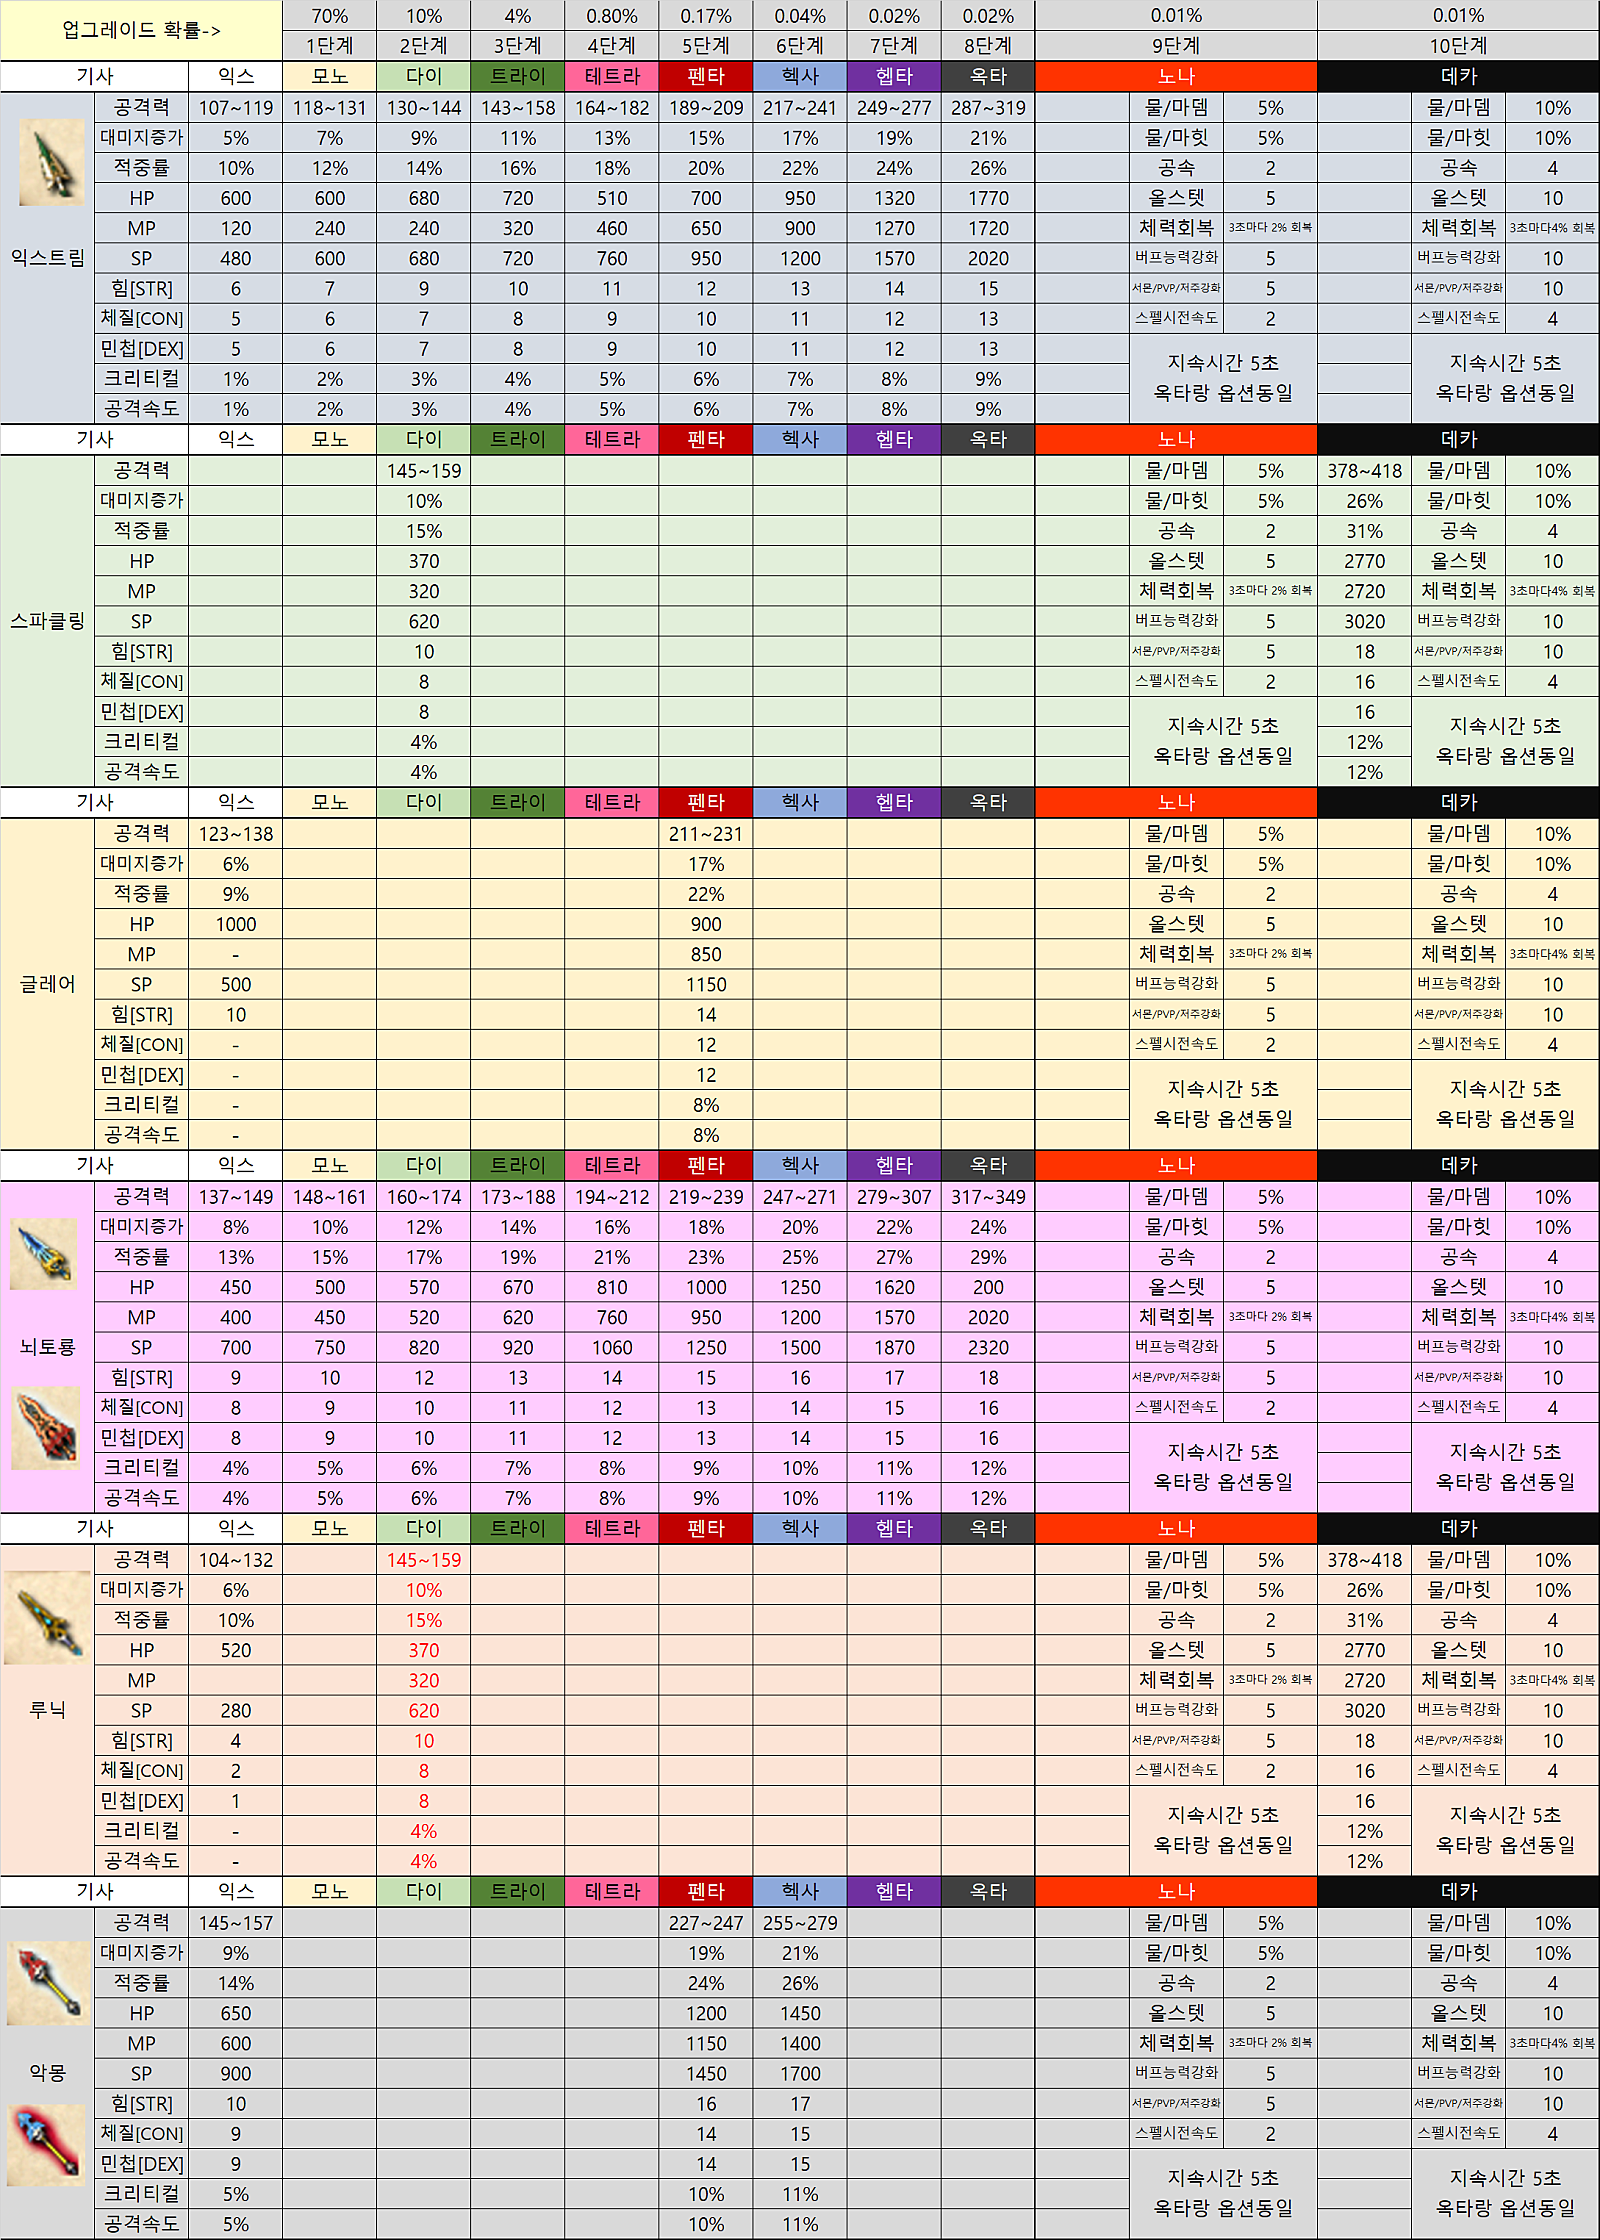 업그레이드 확률-> 70% 10% 4% 0.80% 0.17% 0.04% 0.02% 0.02% 0.01% 0.01%
1단계 2단계 3단계 4단계 5단계 6단계 7단계 8단계 9단계 10단계
기사 익스 모노 다이 트라이 테트라 펜타 헥사 헵타 옥타 노나 데카
익스트림
공격력 107~119 118~131 130~144 143~158 164~182 189~209 217~241 249~277 287~319 물/마뎀 5% 물/마뎀 10%
대미지증가 5% 7% 9% 11% 13% 15% 17% 19% 21% 물/마힛 5% 물/마힛 10%
적중률 10% 12% 14% 16% 18% 20% 22% 24% 26% 공속 2 공속 4
HP 600 600 680 720 510 700 950 1320 1770 올스텟 5 올스텟 10
MP 120 240 240 320 460 650 900 1270 1720 체력회복 3초마다 2% 회복 체력회복 3초마다4% 회복
SP 480 600 680 720 760 950 1200 1570 2020 버프능력강화 5 버프능력강화 10
힘[STR] 6 7 9 10 11 12 13 14 15 서몬/PVP/저주강화 5 서몬/PVP/저주강화 10
체질[CON] 5 6 7 8 9 10 11 12 13 스펠시전속도 2 스펠시전속도 4
민첩[DEX] 5 6 7 8 9 10 11 12 13 지속시간 5초 지속시간 5초
크리티컬 1% 2% 3% 4% 5% 6% 7% 8% 9% 옥타랑 옵션동일 옥타랑 옵션동일
공격속도 1% 2% 3% 4% 5% 6% 7% 8% 9%
기사 익스 모노 다이 트라이 테트라 펜타 헥사 헵타 옥타 노나 데카
스파클링
공격력 145~159 물/마뎀 5% 378~418 물/마뎀 10%
대미지증가 10% 물/마힛 5% 26% 물/마힛 10%
적중률 15% 공속 2 31% 공속 4
HP 370 올스텟 5 2770 올스텟 10
MP 320 체력회복 3초마다 2% 회복 2720 체력회복 3초마다4% 회복
SP 620 버프능력강화 5 3020 버프능력강화 10
힘[STR] 10 서몬/PVP/저주강화 5 18 서몬/PVP/저주강화 10
체질[CON] 8 스펠시전속도 2 16 스펠시전속도 4
민첩[DEX] 8 지속시간 5초 16 지속시간 5초
크리티컬 4% 옥타랑 옵션동일 12% 옥타랑 옵션동일
공격속도 4% 12%
기사 익스 모노 다이 트라이 테트라 펜타 헥사 헵타 옥타 노나 데카
글레어
공격력 123~138 211~231 물/마뎀 5% 물/마뎀 10%
대미지증가 6% 17% 물/마힛 5% 물/마힛 10%
적중률 9% 22% 공속 2 공속 4
HP 1000 900 올스텟 5 올스텟 10
MP - 850 체력회복 3초마다 2% 회복 체력회복 3초마다4% 회복
SP 500 1150 버프능력강화 5 버프능력강화 10
힘[STR] 10 14 서몬/PVP/저주강화 5 서몬/PVP/저주강화 10
체질[CON] - 12 스펠시전속도 2 스펠시전속도 4
민첩[DEX] - 12 지속시간 5초 지속시간 5초
크리티컬 - 8% 옥타랑 옵션동일 옥타랑 옵션동일
공격속도 - 8%
기사 익스 모노 다이 트라이 테트라 펜타 헥사 헵타 옥타 노나 데카
뇌토룡
공격력 137~149 148~161 160~174 173~188 194~212 219~239 247~271 279~307 317~349 물/마뎀 5% 물/마뎀 10%
대미지증가 8% 10% 12% 14% 16% 18% 20% 22% 24% 물/마힛 5% 물/마힛 10%
적중률 13% 15% 17% 19% 21% 23% 25% 27% 29% 공속 2 공속 4
HP 450 500 570 670 810 1000 1250 1620 200 올스텟 5 올스텟 10
MP 400 450 520 620 760 950 1200 1570 2020 체력회복 3초마다 2% 회복 체력회복 3초마다4% 회복
SP 700 750 820 920 1060 1250 1500 1870 2320 버프능력강화 5 버프능력강화 10
힘[STR] 9 10 12 13 14 15 16 17 18 서몬/PVP/저주강화 5 서몬/PVP/저주강화 10
체질[CON] 8 9 10 11 12 13 14 15 16 스펠시전속도 2 스펠시전속도 4
민첩[DEX] 8 9 10 11 12 13 14 15 16 지속시간 5초 지속시간 5초
크리티컬 4% 5% 6% 7% 8% 9% 10% 11% 12% 옥타랑 옵션동일 옥타랑 옵션동일
공격속도 4% 5% 6% 7% 8% 9% 10% 11% 12%
기사 익스 모노 다이 트라이 테트라 펜타 헥사 헵타 옥타 노나 데카
루닉
공격력 104~132 145~159 물/마뎀 5% 378~418 물/마뎀 10%
대미지증가 6% 10% 물/마힛 5% 26% 물/마힛 10%
적중률 10% 15% 공속 2 31% 공속 4
HP 520 370 올스텟 5 2770 올스텟 10
MP 320 체력회복 3초마다 2% 회복 2720 체력회복 3초마다4% 회복
SP 280 620 버프능력강화 5 3020 버프능력강화 10
힘[STR] 4 10 서몬/PVP/저주강화 5 18 서몬/PVP/저주강화 10
체질[CON] 2 8 스펠시전속도 2 16 스펠시전속도 4
민첩[DEX] 1 8 지속시간 5초 16 지속시간 5초
크리티컬 - 4% 옥타랑 옵션동일 12% 옥타랑 옵션동일
공격속도 - 4% 12%
기사 익스 모노 다이 트라이 테트라 펜타 헥사 헵타 옥타 노나 데카
악몽
공격력 145~157 227~247 255~279 물/마뎀 5% 물/마뎀 10%
대미지증가 9% 19% 21% 물/마힛 5% 물/마힛 10%
적중률 14% 24% 26% 공속 2 공속 4
HP 650 1200 1450 올스텟 5 올스텟 10
MP 600 1150 1400 체력회복 3초마다 2% 회복 체력회복 3초마다4% 회복
SP 900 1450 1700 버프능력강화 5 버프능력강화 10
힘[STR] 10 16 17 서몬/PVP/저주강화 5 서몬/PVP/저주강화 10
체질[CON] 9 14 15 스펠시전속도 2 스펠시전속도 4
민첩[DEX] 9 14 15 지속시간 5초 지속시간 5초
크리티컬 5% 10% 11% 옥타랑 옵션동일 옥타랑 옵션동일
공격속도 5% 10% 11%